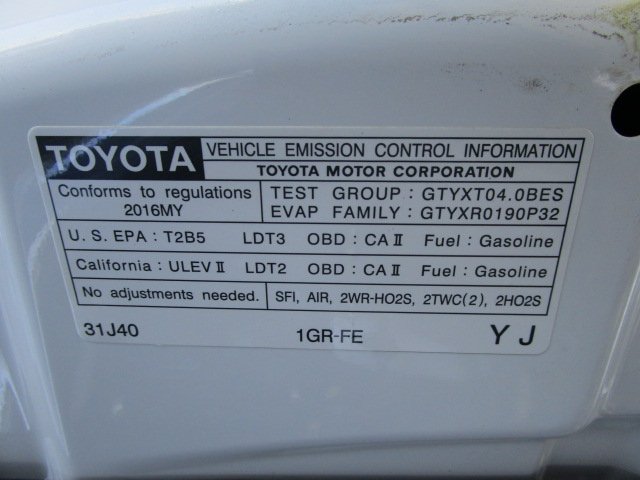 TOYOTA VEHICLE EMISSION CONTROL INFORMATION
TOYOTA MOTOR CORPORATION
Conforms to regulations
2016MY
TEST GROUP : GTYXT04.0BES
EVAP FAMILY : GTYXR0190P32
U. S. EPA : T2B5 LDT3 OBD : CA II Fuel : Gasoline
California : ULEV II LDT2 OBD : CA II Fuel : Gasoline
No adjustments needed. SFI, AIR, 2WR-HO2S, 2TWC(2), 2HO2S
31J40 1GR-FE Y J